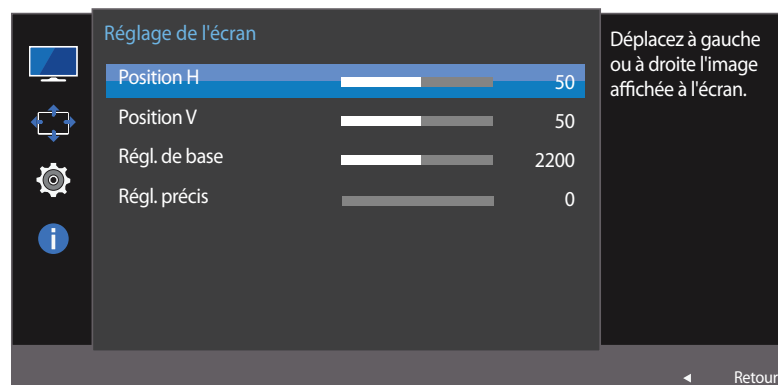 Réglage de l'écran
Position H 50
Position V 50
Régl. de base 2200
Régl. précis 0
Déplacez à gauche
ou à droite l'image
affichée à l'écran.
Retour